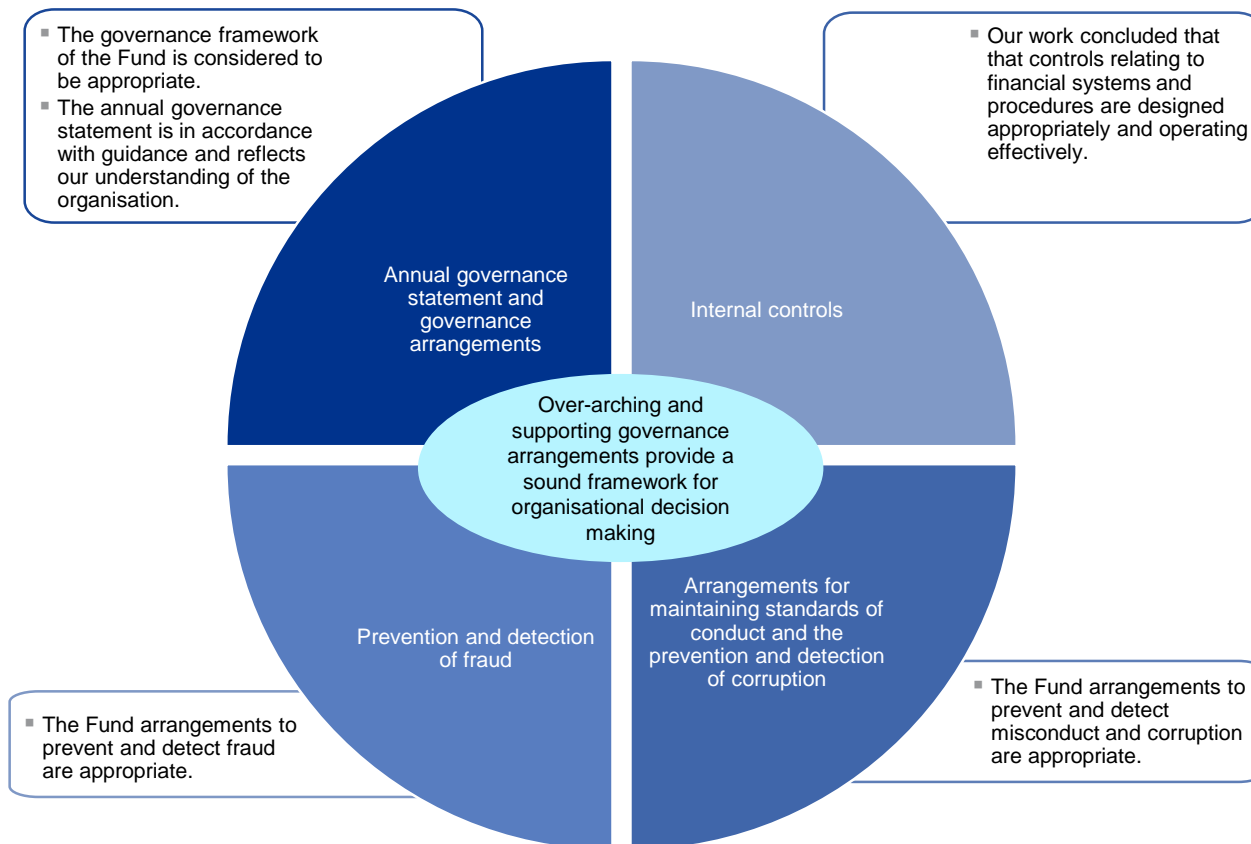 ▪ The governance framework
of the Fund is considered to
be appropriate.
▪ The annual governance
statement is in accordance
with guidance and reflects
our understanding of the
organisation.
▪ Our work concluded that
that controls relating to
financial systems and
procedures are designed
appropriately and operating
effectively.
Annual governance
statement and
governance
arrangements
Internal controls
Over-arching and
supporting governance
arrangements provide a
sound framework for
organisational decision
making
Prevention and detection
of fraud
Arrangements for
maintaining standards of
conduct and the
prevention and detection
of corruption
▪ The Fund arrangements to
prevent and detect fraud
are appropriate.
▪ The Fund arrangements to
prevent and detect
misconduct and corruption
are appropriate.